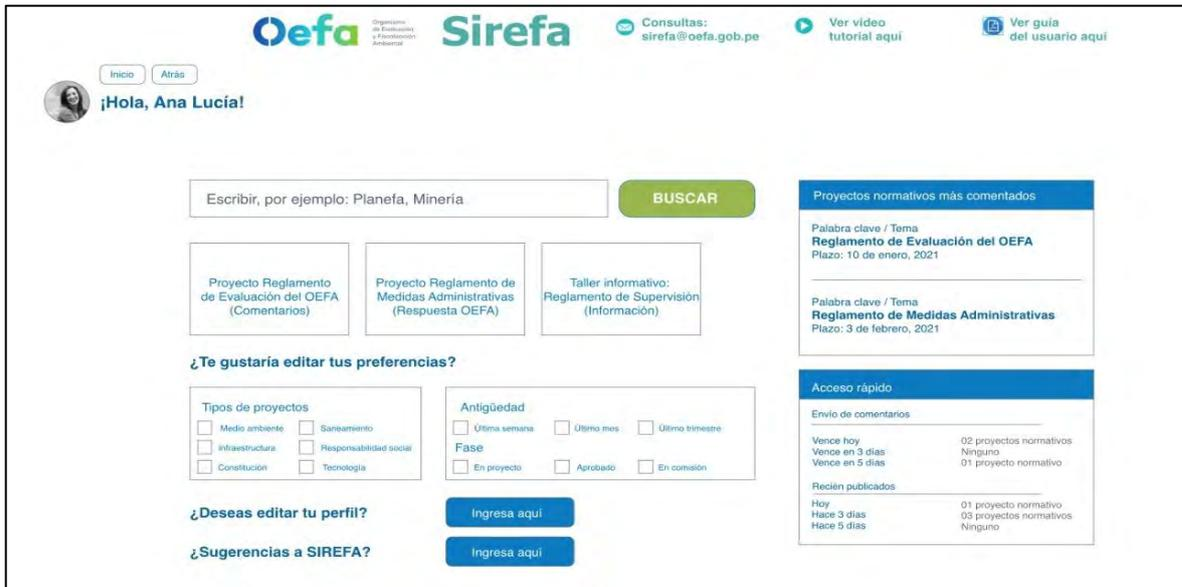 Oefa
Organismo
de Evaluación
y Fiscalización
Ambiental
Sirefa
Consultas:
sirefa@oefa.gob.pe
Ver video
tutorial aquí
Ver guía
del usuario aquí
Inicio
Atrás
¡Hola, Ana Lucía!
Escribir, por ejemplo: Planefa, Minería
BUSCAR
Proyecto Reglamento
de Evaluación del OEFA
(Comentarios)
Proyecto Reglamento de
Medidas Administrativas
(Respuesta OEFA)
Taller informativo:
Reglamento de Supervisión
(Información)
¿Te gustaría editar tus preferencias?
Tipos de proyectos
Medio ambiente
Saneamiento
Infraestructura
Responsabilidad social
Constitución
Tecnología
Antigüedad
Última semana
Último mes
Último trimestre
Fase
En proyecto
Aprobado
En comisión
¿Deseas editar tu perfil?
Ingresa aquí
¿Sugerencias a SIREFA?
Ingresa aquí
Proyectos normativos más comentados
Palabra clave / Tema
Reglamento de Evaluación del OEFA
Plazo: 10 de enero, 2021
Palabra clave / Tema
Reglamento de Medidas Administrativas
Plazo: 3 de febrero, 2021
Acceso rápido
Envío de comentarios
Vence hoy 02 proyectos normativos
Vence en 3 días Ninguno
Vence en 5 días 01 proyecto normativo
Recién publicados
Hoy 01 proyecto normativo
Hace 3 días 03 proyectos normativos
Hace 5 días Ninguno